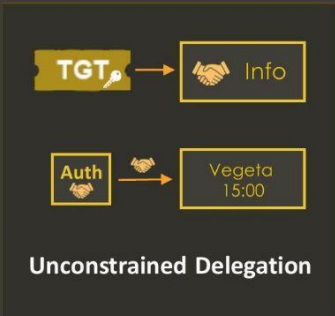 TGT
Info
Auth
Vegeta
15:00
Unconstrained Delegation